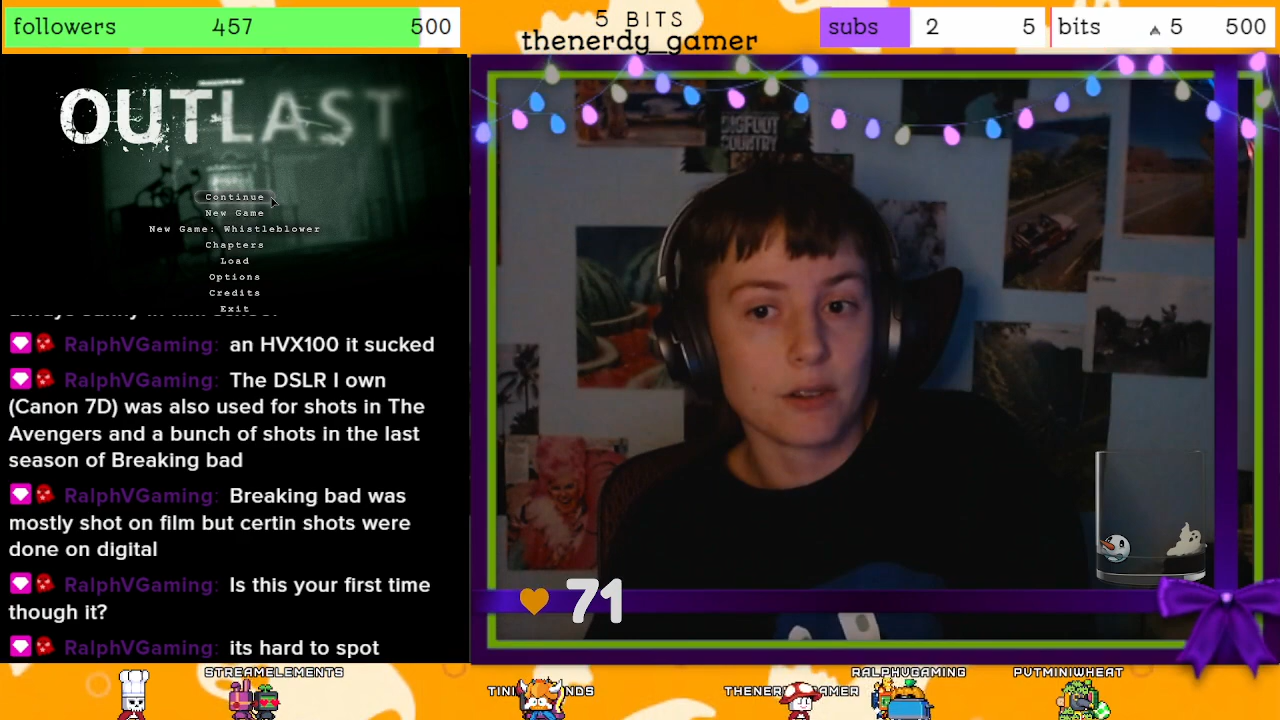 followers 457 500
5 BITS
thenerdy_gamer
subs 2 5
bits 5 500
OUTLAST
Continue
New Game
New Game: Whistleblower
Chapters
Load
Options
Credits
Exit
RalphVGaming: an HVX100 it sucked
RalphVGaming: The DSLR I own
(Canon 7D) was also used for shots in The
Avengers and a bunch of shots in the last
season of Breaking bad
RalphVGaming: Breaking bad was
mostly shot on film but certin shots were
done on digital
RalphVGaming: Is this your first time
though it?
RalphVGaming: its hard to spot
BIGFOOT
COUNTRY
71
STREAMELEMENTS
RALPHVGAMING
PUTMINIWHEAT